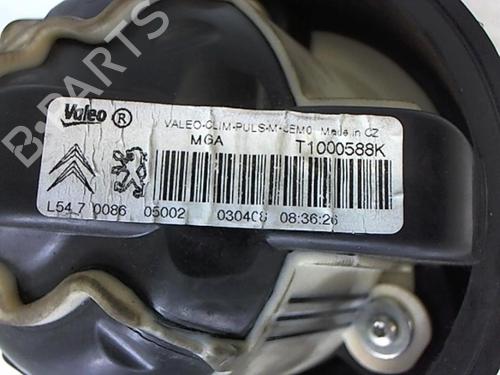 B-PARTS
Valeo ®
VALEO-CLIM-PULS-M-JEMO Made in CZ
MGA T1000588K
L54.7 0086 05002 030408 08:36:26